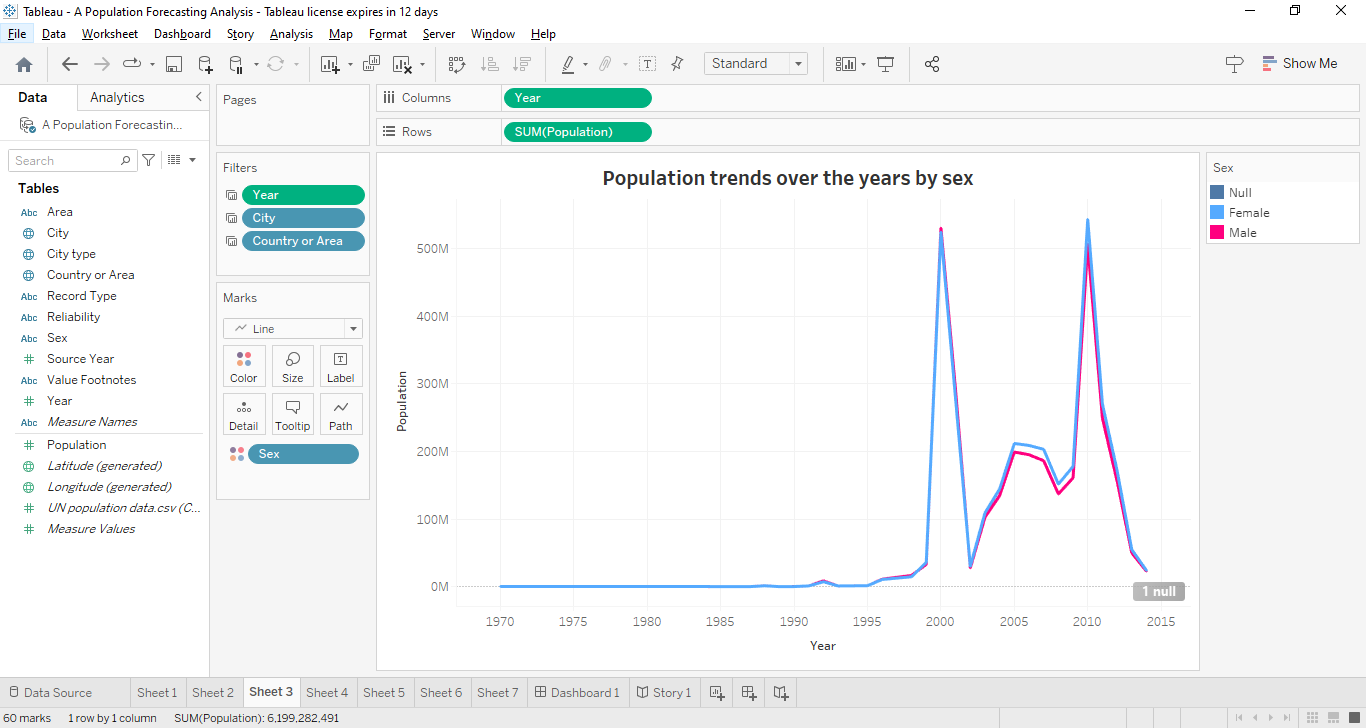 Tableau - A Population Forecasting Analysis - Tableau license expires in 12 days
File Data Worksheet Dashboard Story Analysis Map Format Server Window Help
Standard
Show Me
Data Analytics
A Population Forecastin...
Search
Tables
Abc Area
City
City type
Country or Area
Abc Record Type
Abc Reliability
Abc Sex
Source Year
Abc Value Footnotes
Year
Abc Measure Names
Population
Latitude (generated)
Longitude (generated)
UN population data.csv (C...
Measure Values
Pages
Filters
Year
City
Country or Area
Marks
Line
Color Size Label
Detail Tooltip Path
Sex
Columns Year
Rows SUM(Population)
Population trends over the years by sex
500M
400M
300M
200M
100M
0M
Population
1 null
1970 1975 1980 1985 1990 1995 2000 2005 2010 2015
Year
Sex
Null
Female
Male
Data Source Sheet 1 Sheet 2 Sheet 3 Sheet 4 Sheet 5 Sheet 6 Sheet 7 Dashboard 1 Story 1
60 marks 1 row by 1 column SUM(Population): 6,199,282,491